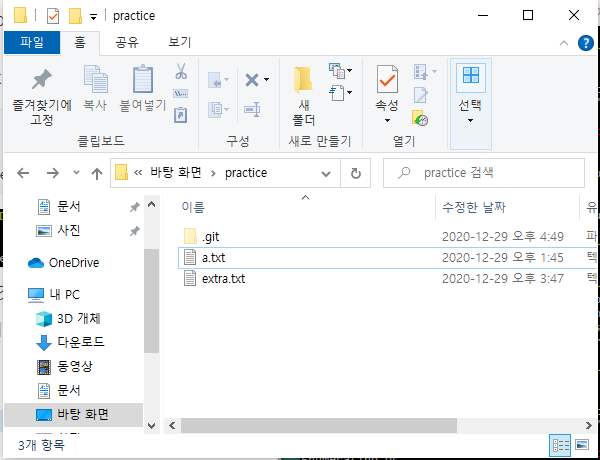 practice
파일 홈 공유 보기
즐겨찾기에 고정
복사
붙여넣기
클립보드
구성
새 폴더
새로 만들기
속성
열기
선택
바탕 화면 practice
practice 검색
이름 수정한 날짜 유
.git 2020-12-29 오후 4:49
a.txt 2020-12-29 오후 1:45 텍
extra.txt 2020-12-29 오후 3:47 텍
문서
사진
OneDrive
내 PC
3D 개체
다운로드
동영상
문서
바탕 화면
3개 항목